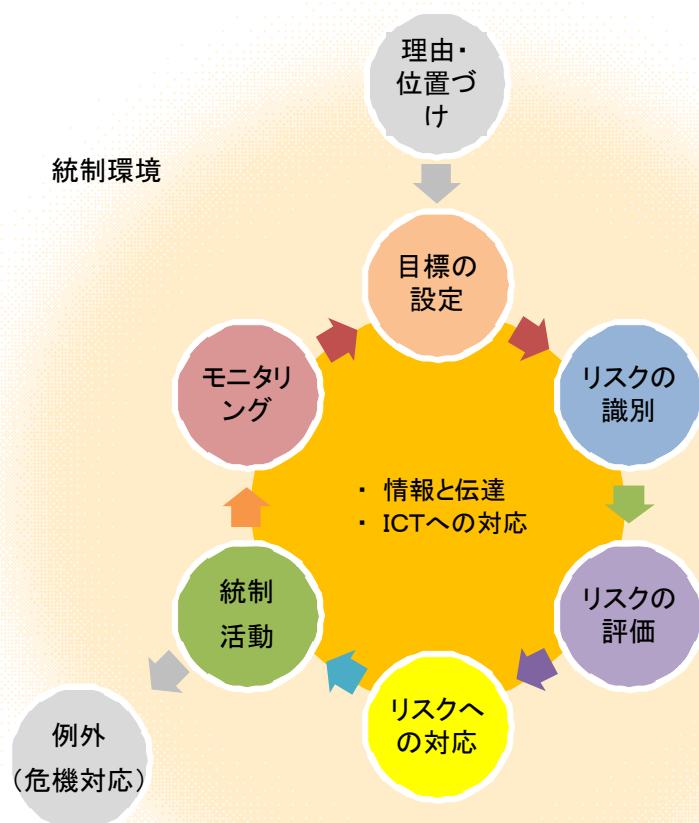 理由・
位置づ
け
統制環境
目標の
設定
モニタリ
ング
リスクの
識別
・ 情報と伝達
・ ICTへの対応
統制
活動
リスクの
評価
リスクへ
の対応
例外
（危機対応）